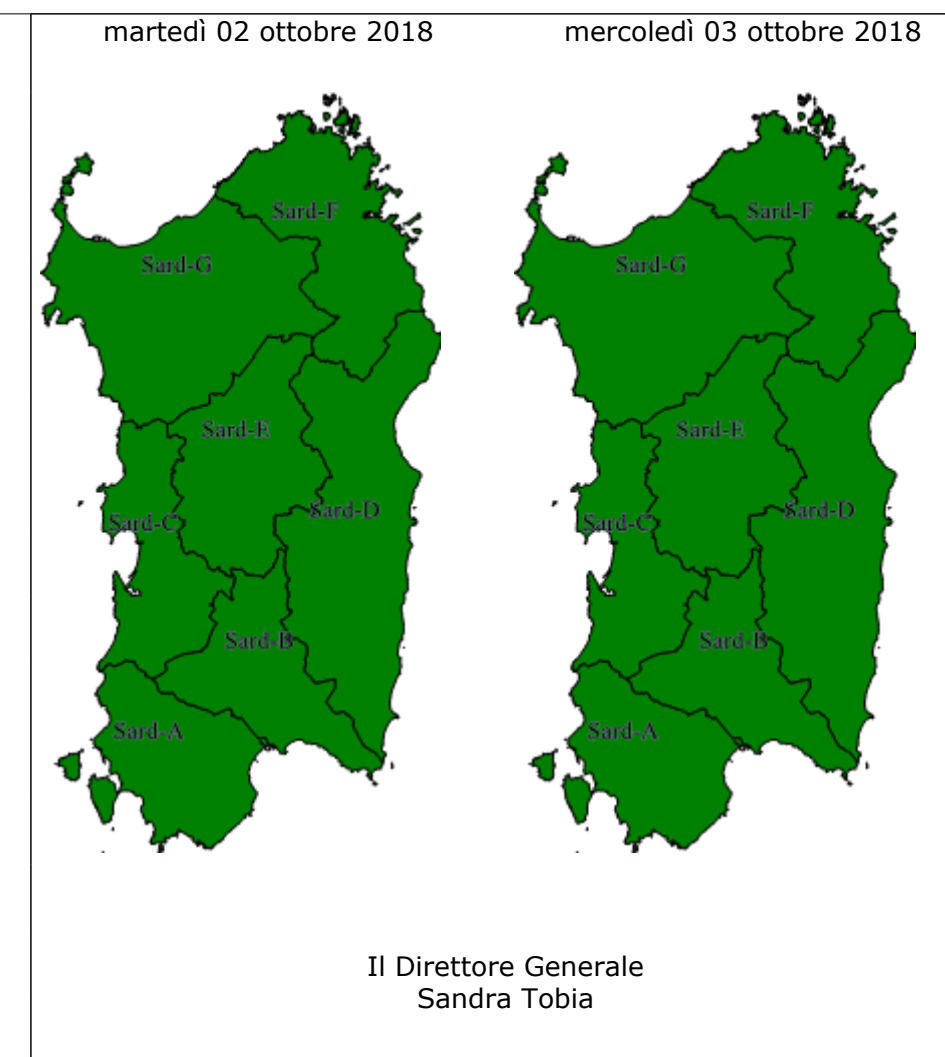 martedì 02 ottobre 2018
Sard-F
Sard-G
Sard-E
Sard-D
Sard-C
Sard-B
Sard-A
mercoledì 03 ottobre 2018
Sard-F
Sard-G
Sard-E
Sard-D
Sard-C
Sard-B
Sard-A
Il Direttore Generale
Sandra Tobia